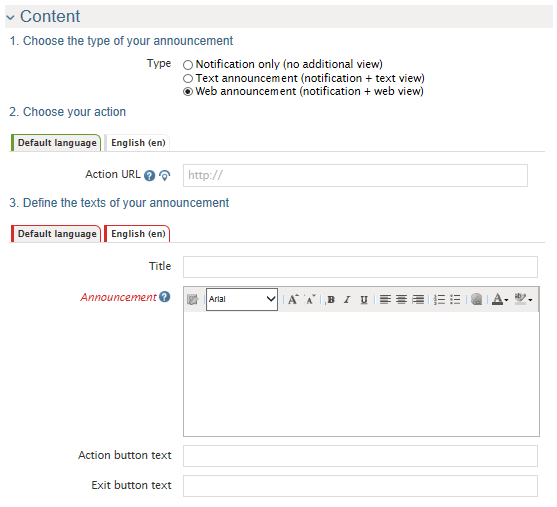 Content
1. Choose the type of your announcement
Type
Notification only (no additional view)
Text announcement (notification + text view)
Web announcement (notification + web view)
2. Choose your action
Default language English (en)
Action URL ? http://
3. Define the texts of your announcement
Default language English (en)
Title
Announcement ? Arial A A B I U A ab
Action button text
Exit button text